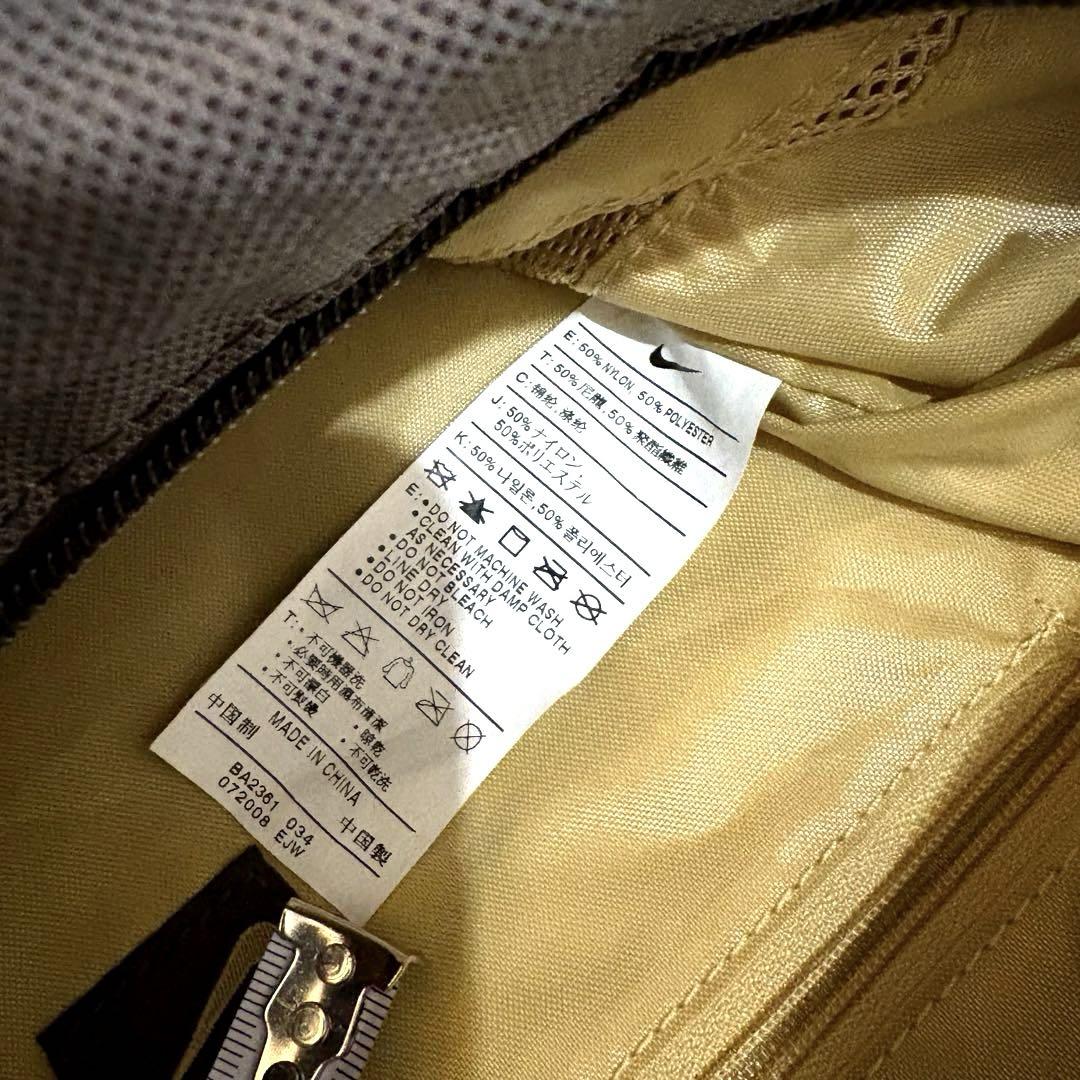 E: 50% NYLON, 50% POLYESTER
T: 50%尼龍, 50% 聚酯纖維
C: 锦纶,涤纶
J: 50%ナイロン,
50%ポリエステル
K: 50%나일론, 50%폴리에스터
E: •DO NOT MACHINE WASH
•CLEAN WITH DAMP CLOTH
AS NECESSARY
•DO NOT BLEACH
•LINE DRY
•DO NOT IRON
•DO NOT DRY CLEAN
T: •不可機器洗
•必要時用濕布清潔
•不可漂白 •晾乾
•不可熨燙 •不可乾洗
中国制 MADE IN CHINA 中国製
BA2361 034
072008 EJW